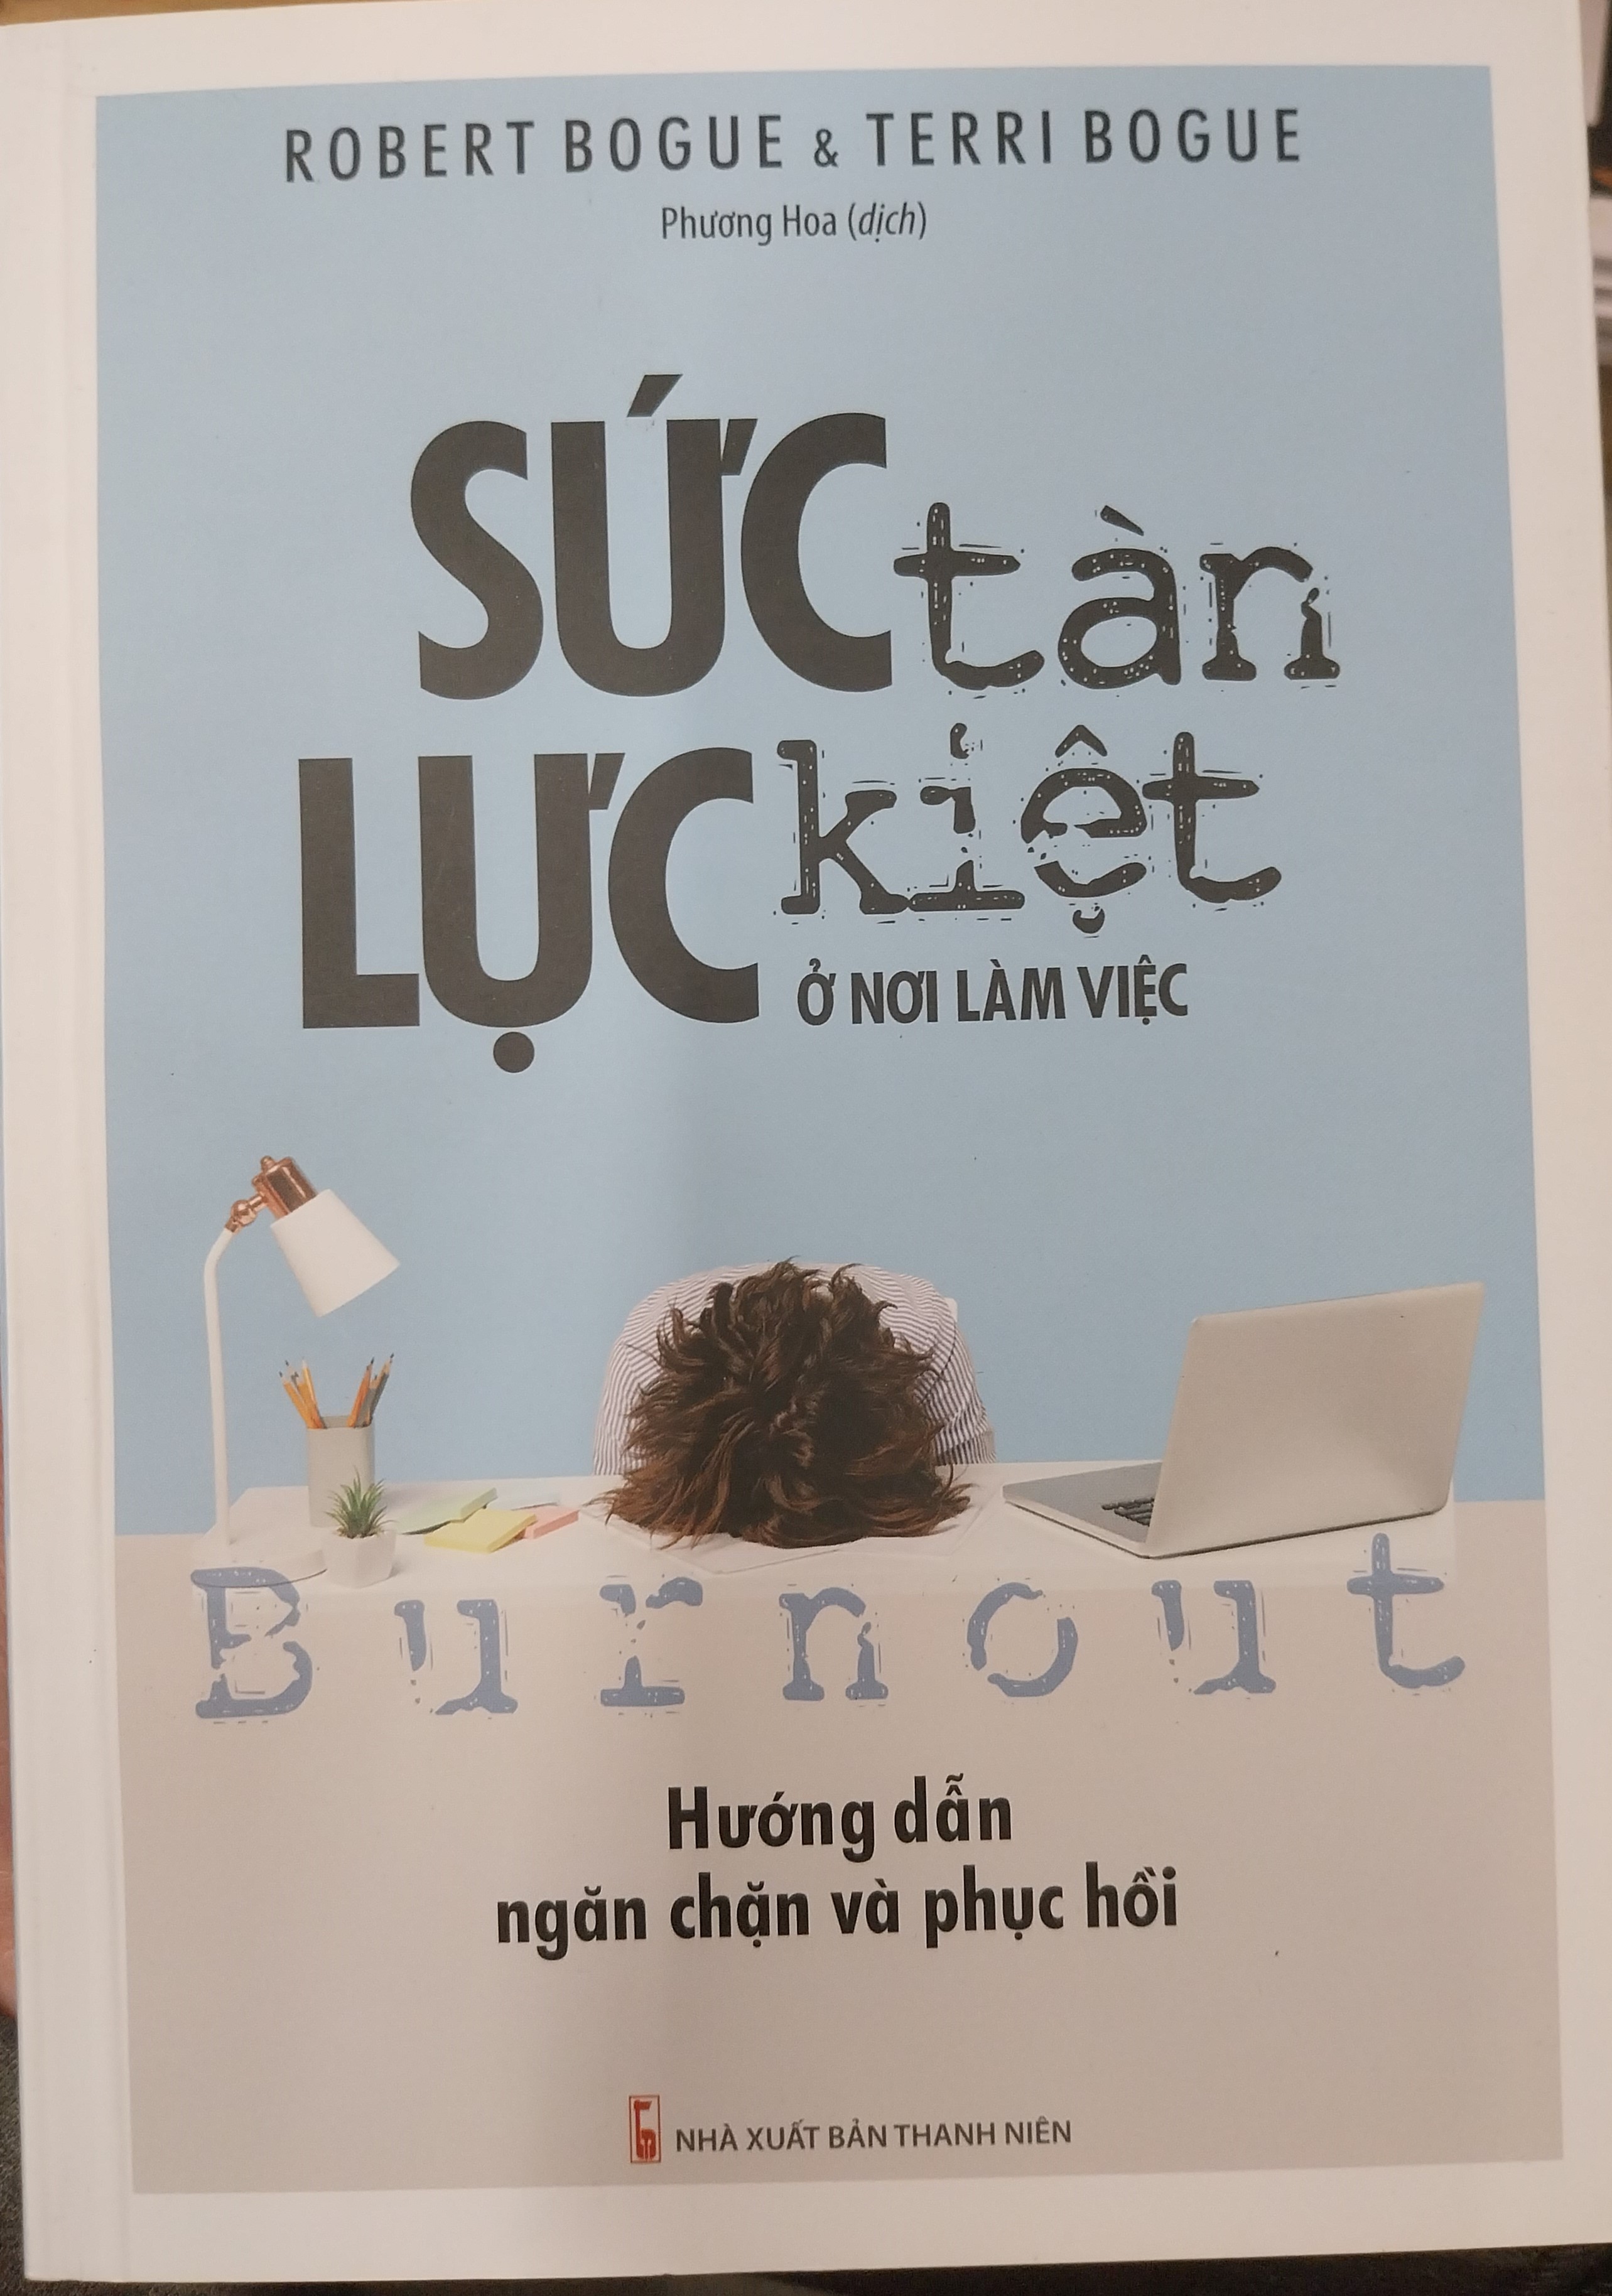 ROBERT BOGUE & TERRI BOGUE
Phương Hoa (dịch)
SỨC tàn
LỰC kiệt
Ở NƠI LÀM VIỆC
Burnout
Hướng dẫn
ngăn chặn và phục hồi
NHÀ XUẤT BẢN THANH NIÊN